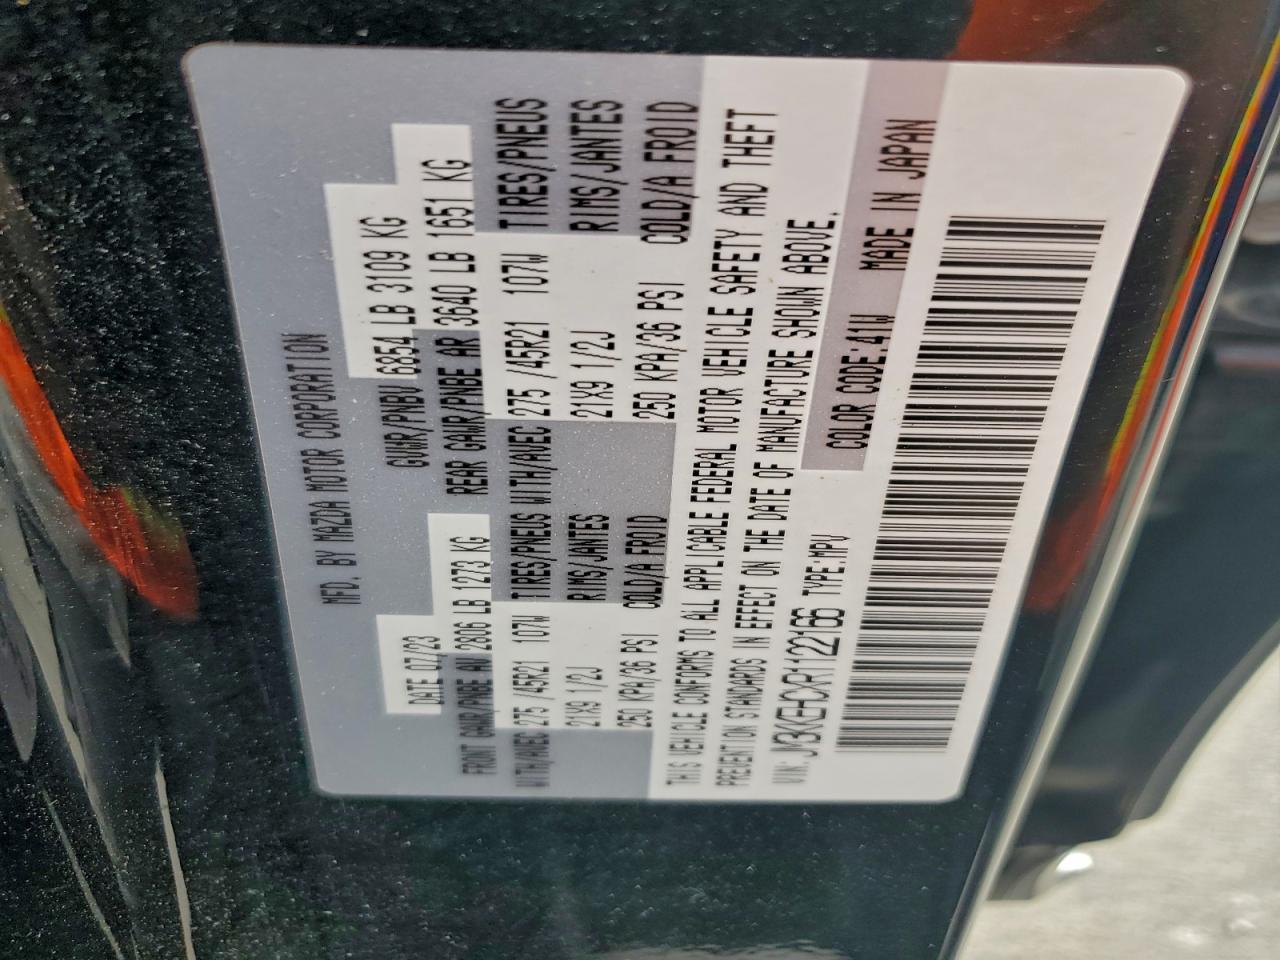 MFD. BY MAZDA MOTOR CORPORATION
DATE 07/23 GVWR/PNBV 6854 LB 3109 KG
FRONT GAWR/PNBE AV 2806 LB 1273 KG REAR GAWR/PNBE AR 3640 LB 1651 KG
WITH/AVEC 275 /45R21 107W TIRES/PNEUS WITH/AVEC 275 /45R21 107W TIRES/PNEUS
21X9 1/2J RIMS/JANTES 21X9 1/2J RIMS/JANTES
250 KPA/36 PSI COLD/A FROID 250 KPA/36 PSI COLD/A FROID
THIS VEHICLE CONFORMS TO ALL APPLICABLE FEDERAL MOTOR VEHICLE SAFETY AND THEFT
PREVENTION STANDARDS IN EFFECT ON THE DATE OF MANUFACTURE SHOWN ABOVE.
VIN: JM3KKEHCXR1122166 TYPE:MPV COLOR CODE:41W MADE IN JAPAN